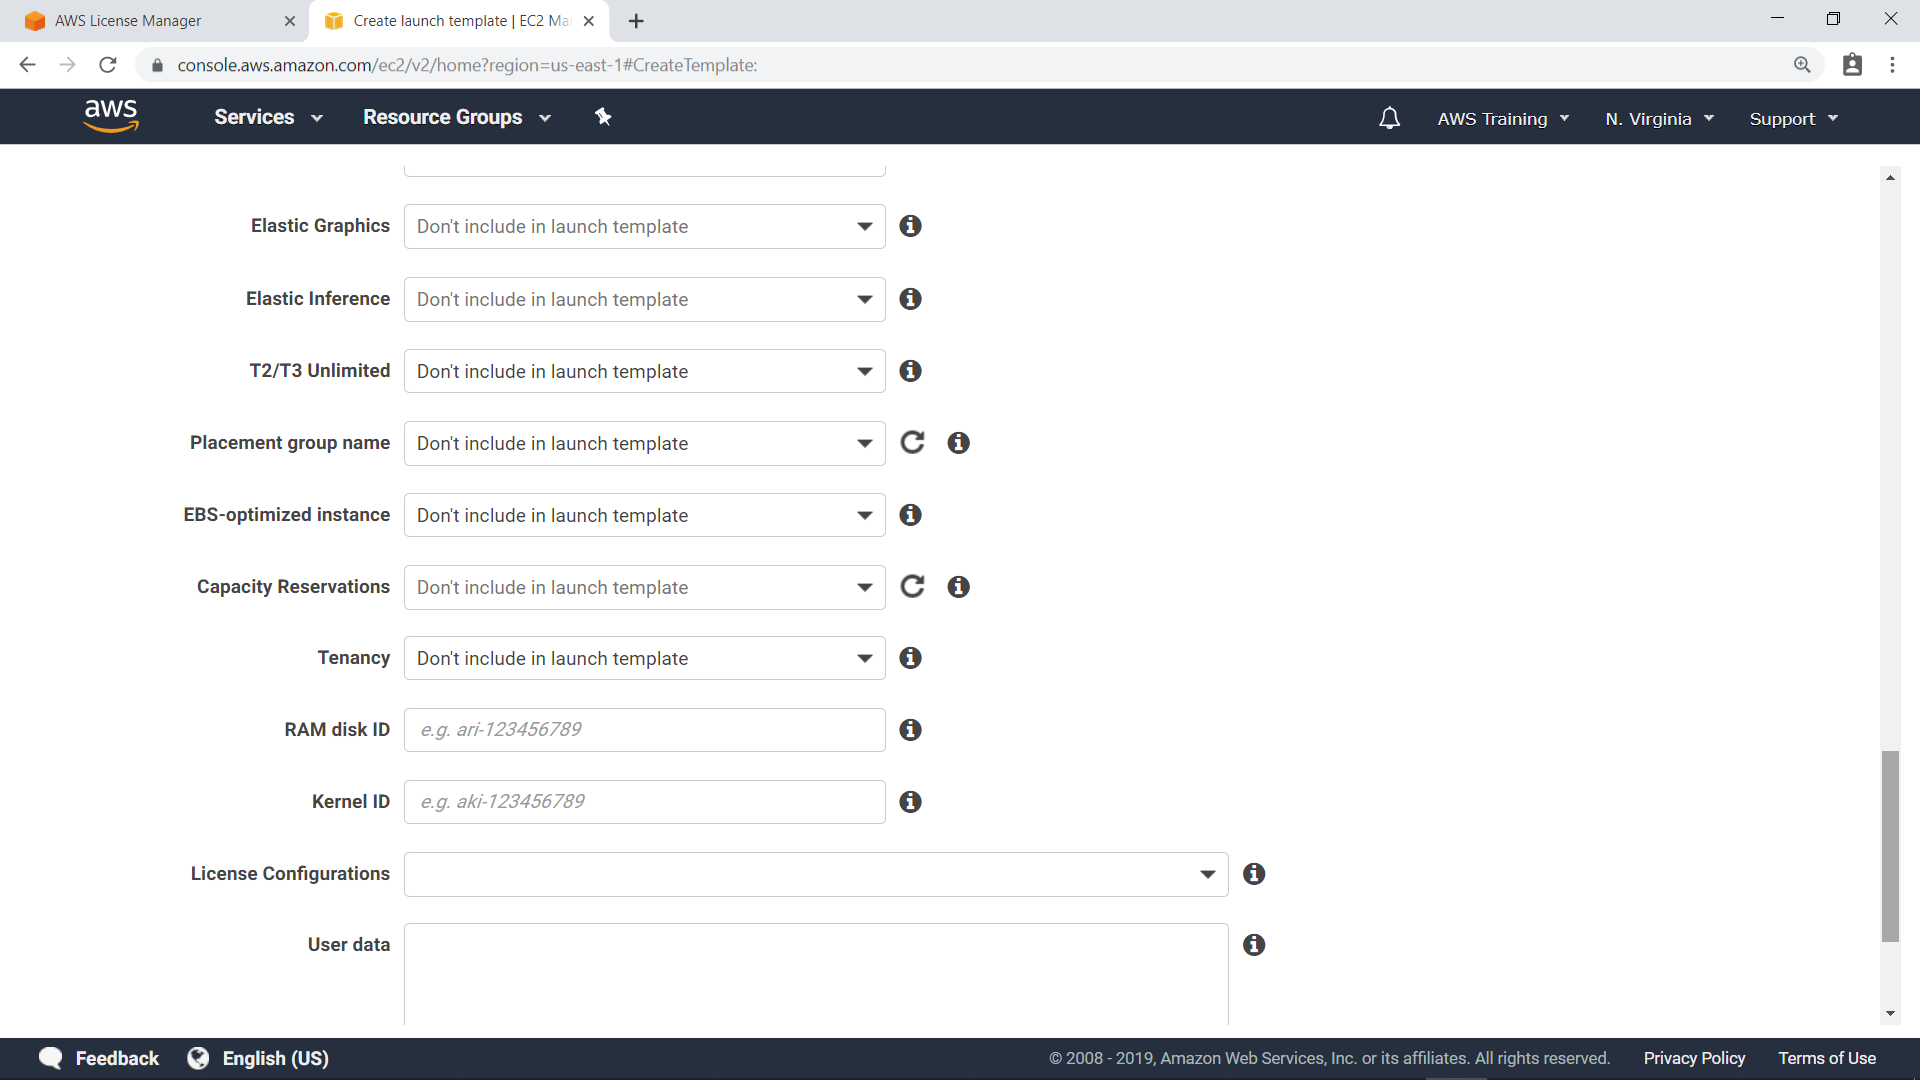 AWS License Manager
Create launch template | EC2 Ma
console.aws.amazon.com/ec2/v2/home?region=us-east-1#CreateTemplate:
aws Services Resource Groups AWS Training N. Virginia Support
Elastic Graphics Don't include in launch template
Elastic Inference Don't include in launch template
T2/T3 Unlimited Don't include in launch template
Placement group name Don't include in launch template
EBS-optimized instance Don't include in launch template
Capacity Reservations Don't include in launch template
Tenancy Don't include in launch template
RAM disk ID e.g. ari-123456789
Kernel ID e.g. aki-123456789
License Configurations
User data
Feedback English (US) © 2008 - 2019, Amazon Web Services, Inc. or its affiliates. All rights reserved. Privacy Policy Terms of Use